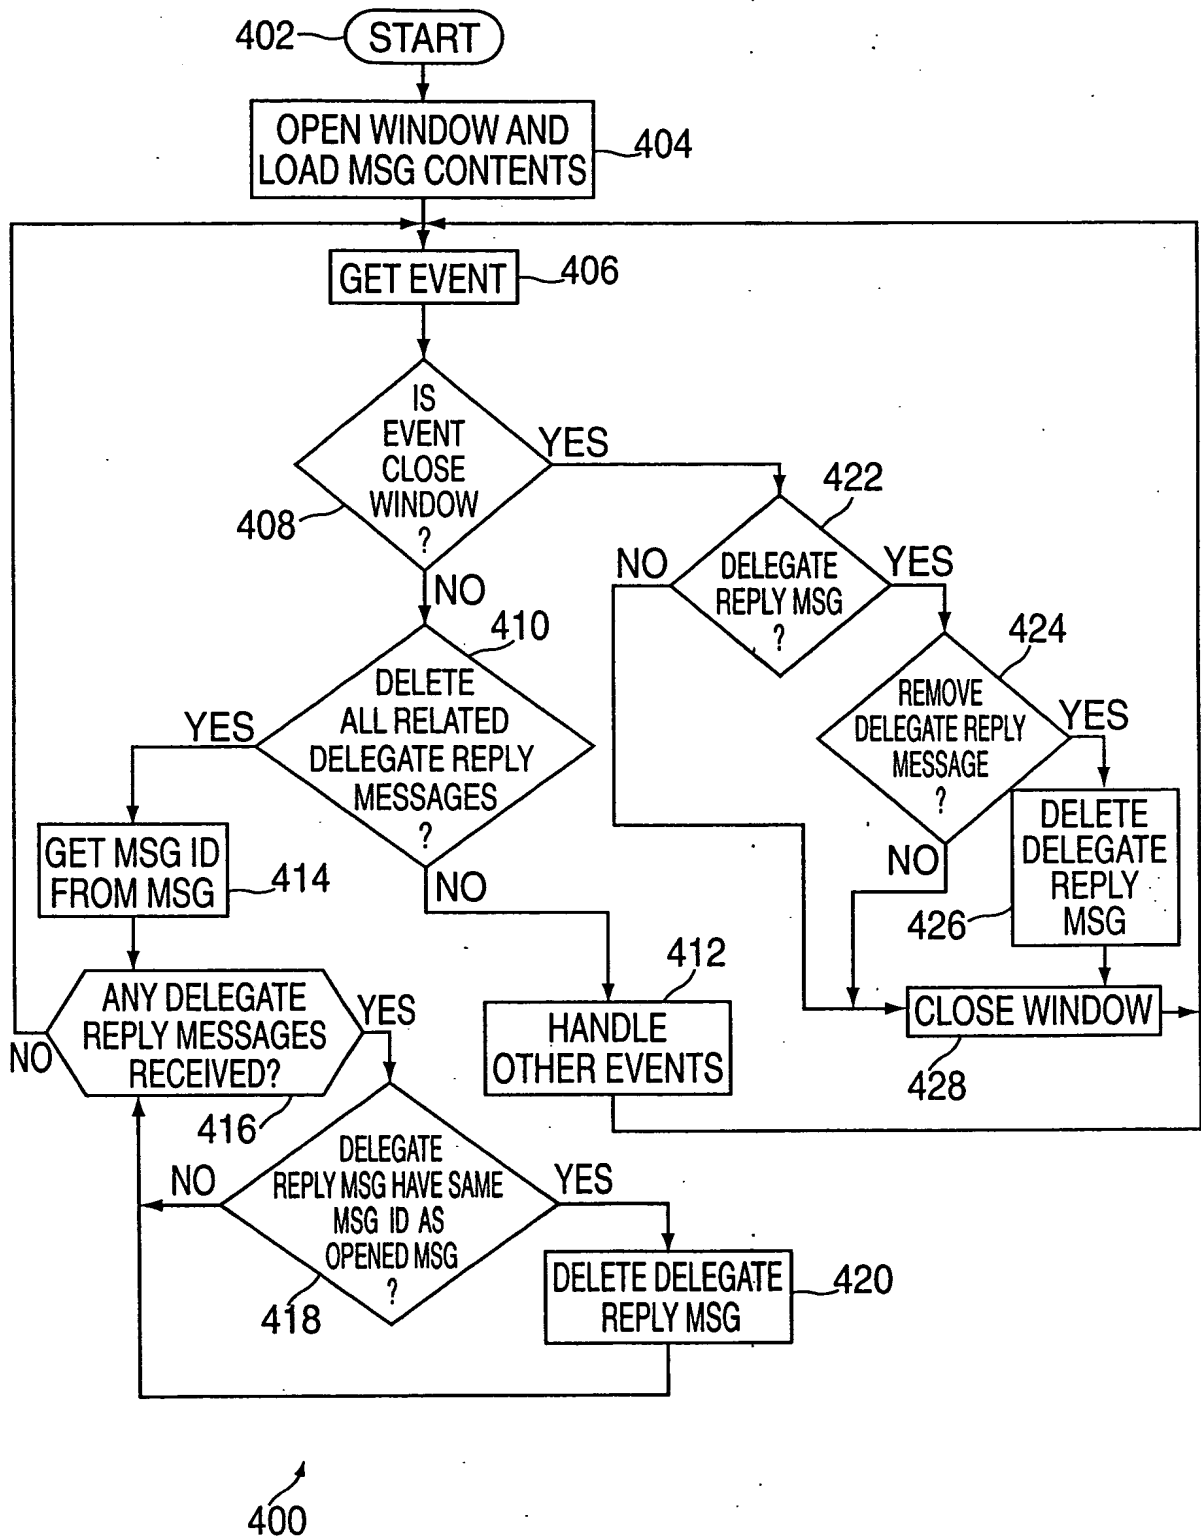 402
START
OPEN WINDOW AND
LOAD MSG CONTENTS
404
GET EVENT
406
IS
EVENT
CLOSE
WINDOW
?
408
YES
NO
422
DELEGATE
REPLY MSG
?
NO
YES
410
DELETE
ALL RELATED
DELEGATE REPLY
MESSAGES
?
YES
NO
424
REMOVE
DELEGATE REPLY
MESSAGE
?
YES
NO
GET MSG ID
FROM MSG
414
DELETE
DELEGATE
REPLY
MSG
426
412
HANDLE
OTHER EVENTS
CLOSE WINDOW
428
ANY DELEGATE
REPLY MESSAGES
RECEIVED?
YES
NO
416
DELEGATE
REPLY MSG HAVE SAME
MSG ID AS
OPENED MSG
?
NO
YES
418
DELETE DELEGATE
REPLY MSG
420
400